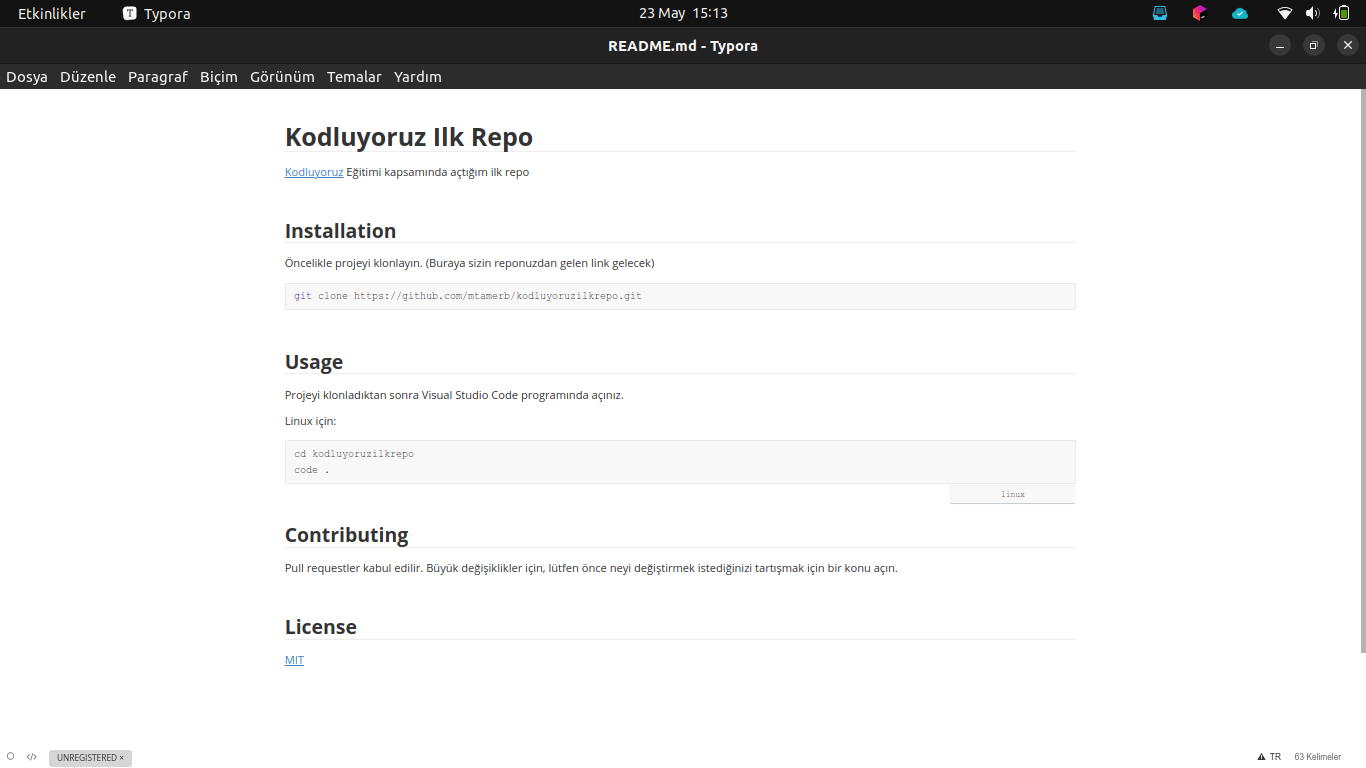 Etkinlikler Typora 23 May 15:13
README.md - Typora
Dosya Düzenle Paragraf Biçim Görünüm Temalar Yardım
Kodluyoruz Ilk Repo
Kodluyoruz Eğitimi kapsamında açtığım ilk repo
Installation
Öncelikle projeyi klonlayın. (Buraya sizin reponuzdan gelen link gelecek)
git clone https://github.com/mtamerb/kodluyoruzilkrepo.git
Usage
Projeyi klonladıktan sonra Visual Studio Code programında açınız.
Linux için:
cd kodluyoruzilkrepo
code .
linux
Contributing
Pull requestler kabul edilir. Büyük değişiklikler için, lütfen önce neyi değiştirmek istediğinizi tartışmak için bir konu açın.
License
MIT
UNREGISTERED × TR 63 Kelimeler